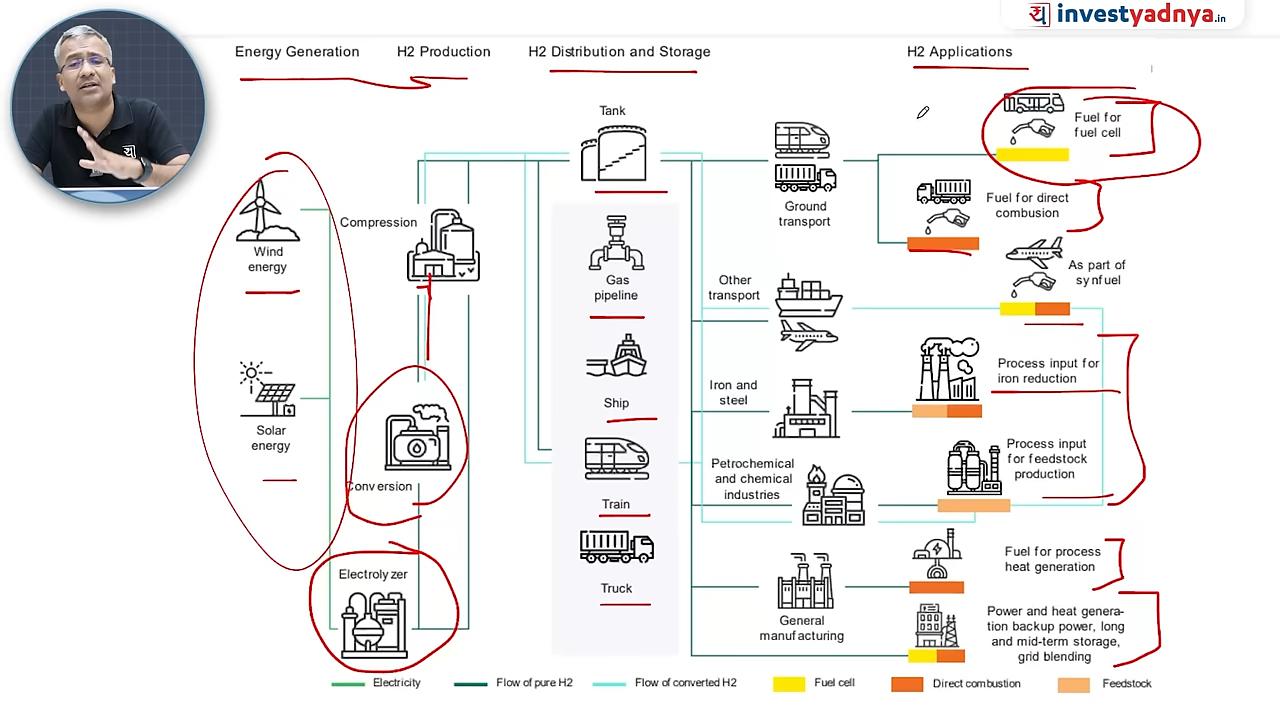 य investyadnya.in
Energy Generation
H2 Production
H2 Distribution and Storage
H2 Applications
Tank
Fuel for
fuel cell
Compression
Ground
transport
Fuel for direct
combusion
Wind
energy
Gas
pipeline
Other
transport
As part of
synfuel
Ship
Iron and
steel
Process input for
iron reduction
Solar
energy
Conversion
Train
Petrochemical
and chemical
industries
Process input
for feedstock
production
Electrolyzer
Truck
General
manufacturing
Fuel for process
heat generation
Power and heat genera-
tion backup power, long
and mid-term storage,
grid blending
Electricity
Flow of pure H2
Flow of converted H2
Fuel cell
Direct combustion
Feedstock